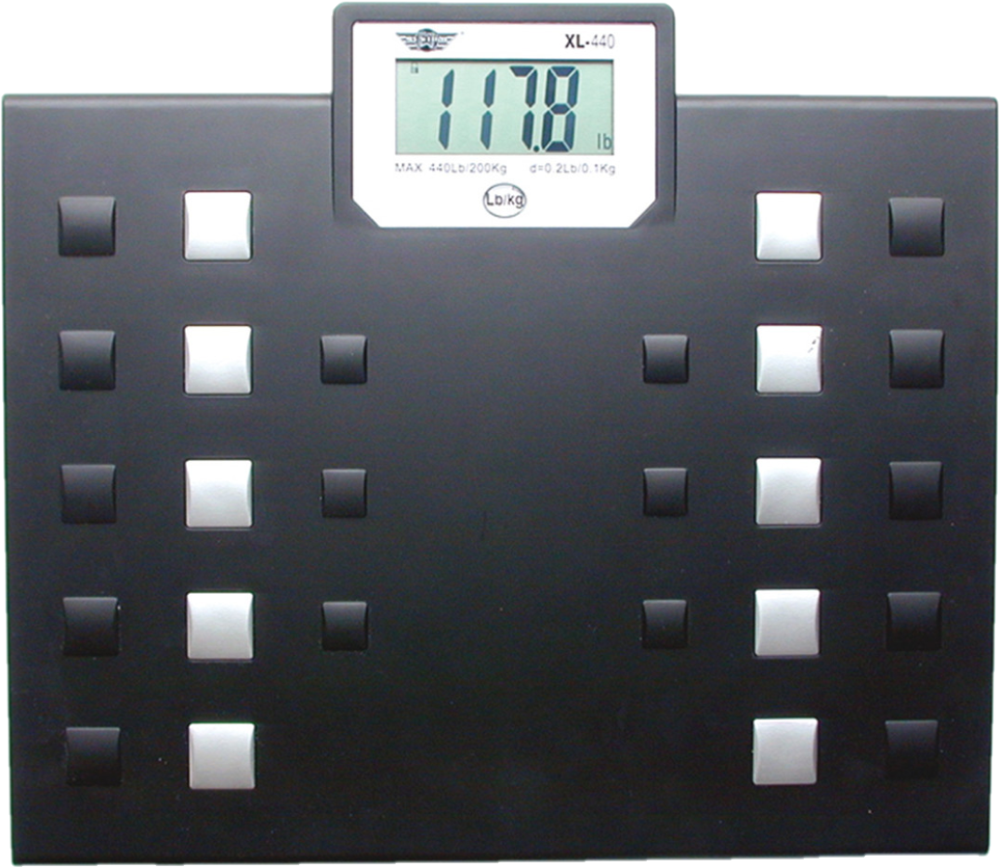 XL-440
117.8 lb
MAX 440Lb/200Kg d=0.2Lb/0.1Kg
Lb/kg